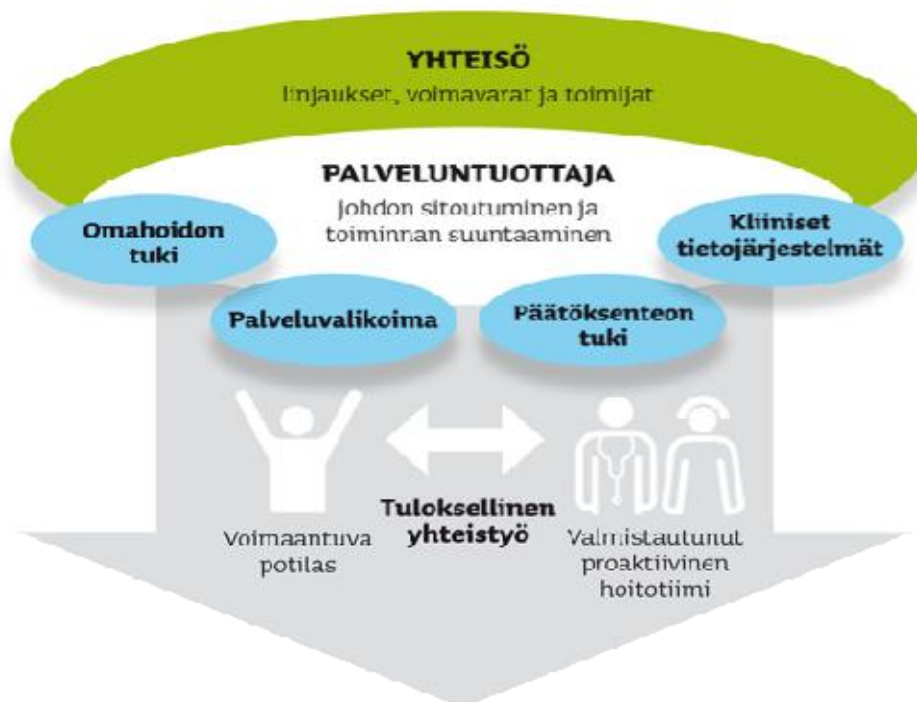 YHTEISÖ
linjaukset, voimavarat ja toimijat
PALVELUNTUOTTAJA
johdon sitoutuminen ja
toiminnan suuntaaminen
Omahoidon
tuki
Kliiniset
tietojärjestelmät
Palveluvalikoima
Päätöksenteon
tuki
Voimaantuva
potilas
Tuloksellinen
yhteistyö
Valmistautunut
proaktiivinen
hoitotiimi